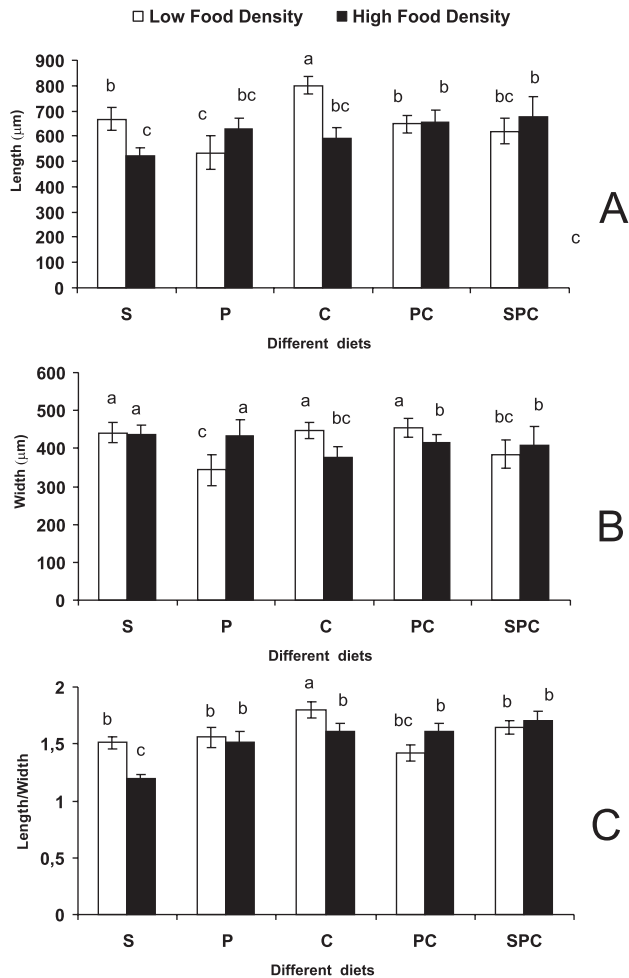 Low Food Density High Food Density
900
800
700
600
500
400
300
200
100
0
Length (µm)
b c c bc a bc b b bc b
c
A
S P C PC SPC
Different diets
600
500
400
300
200
100
0
Width (µm)
a a c a a bc a b bc b
B
S P C PC SPC
Different diets
2
1,5
1
0,5
0
Length/Width
b c b b a b bc b b b
C
S P C PC SPC
Different diets